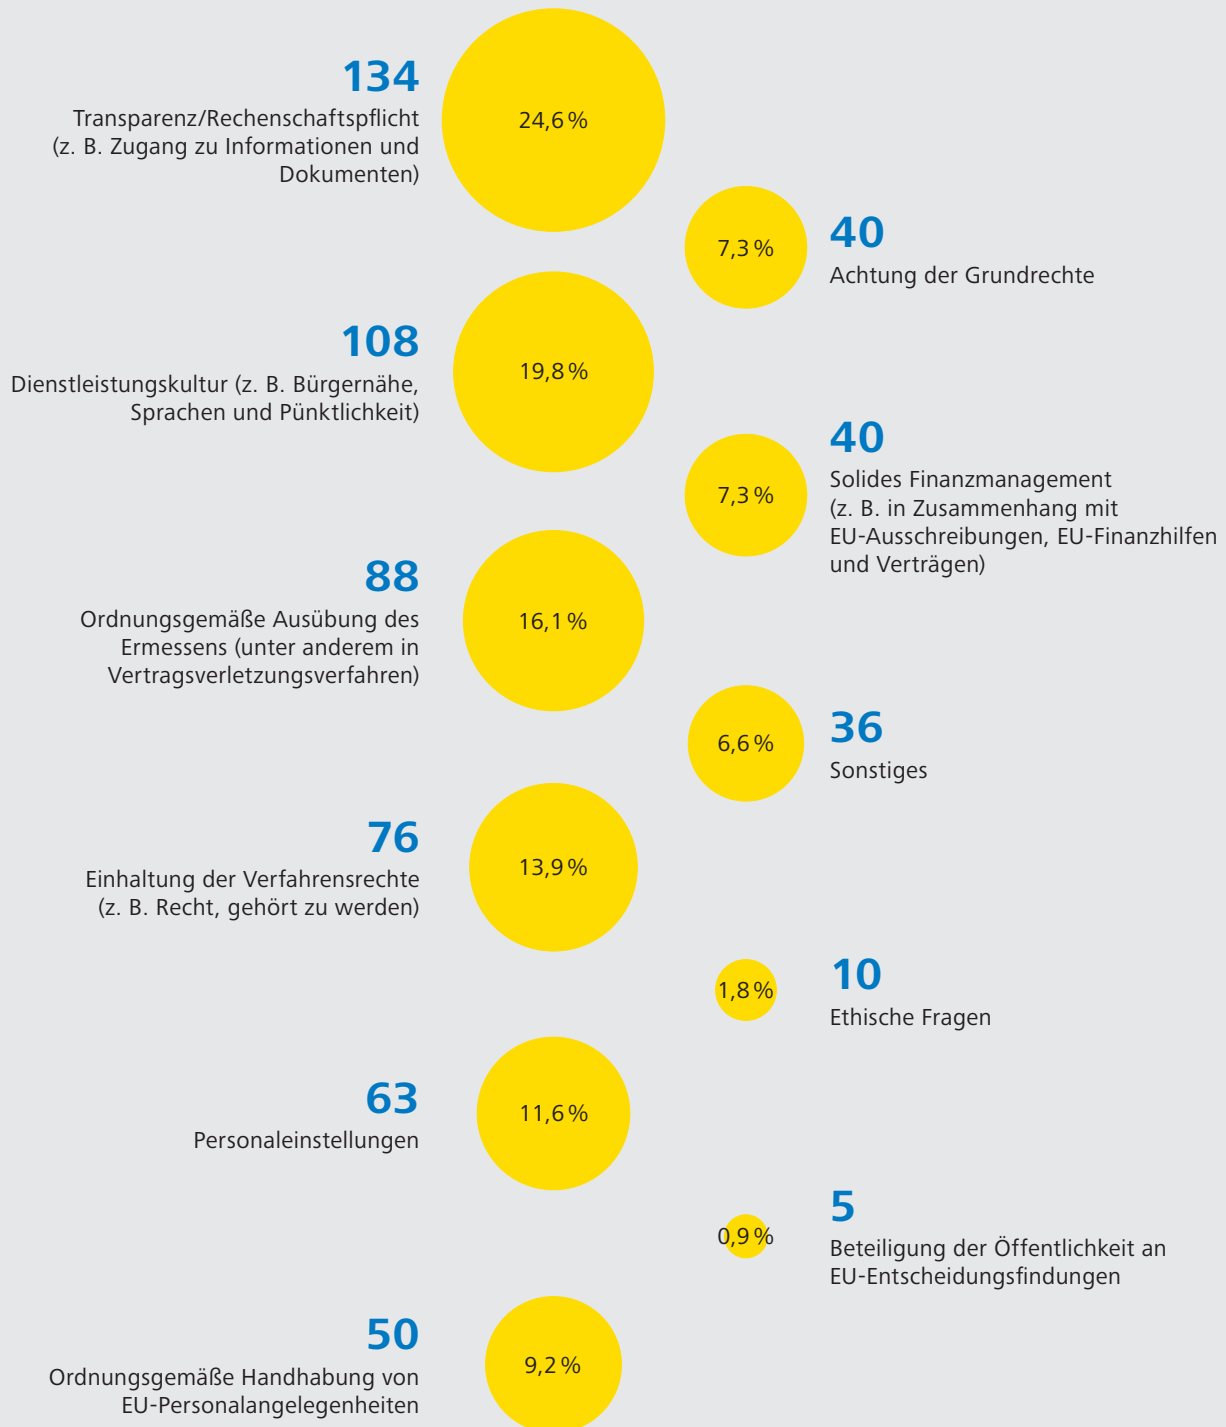 134
Transparenz/Rechenschaftspflicht
(z. B. Zugang zu Informationen und
Dokumenten)
24,6 %
7,3 %
40
Achtung der Grundrechte
108
Dienstleistungskultur (z. B. Bürgernähe,
Sprachen und Pünktlichkeit)
19,8 %
7,3 %
40
Solides Finanzmanagement
(z. B. in Zusammenhang mit
EU-Ausschreibungen, EU-Finanzhilfen
und Verträgen)
88
Ordnungsgemäße Ausübung des
Ermessens (unter anderem in
Vertragsverletzungsverfahren)
16,1 %
6,6 %
36
Sonstiges
76
Einhaltung der Verfahrensrechte
(z. B. Recht, gehört zu werden)
13,9 %
1,8 %
10
Ethische Fragen
63
Personaleinstellungen
11,6 %
0,9 %
5
Beteiligung der Öffentlichkeit an
EU-Entscheidungsfindungen
50
Ordnungsgemäße Handhabung von
EU-Personalangelegenheiten
9,2 %